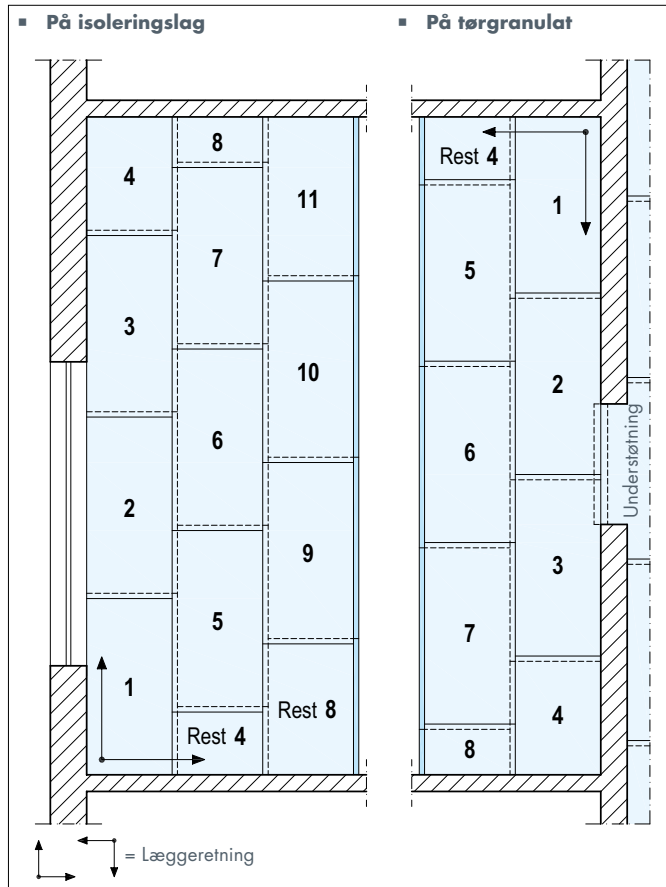 ▪ På isoleringslag
▪ På tørgranulat
4
3
2
1
8
7
6
5
Rest 4
11
10
9
Rest 8
Rest 4
5
6
7
8
1
2
3
4
Understøtning
= Læggeretning